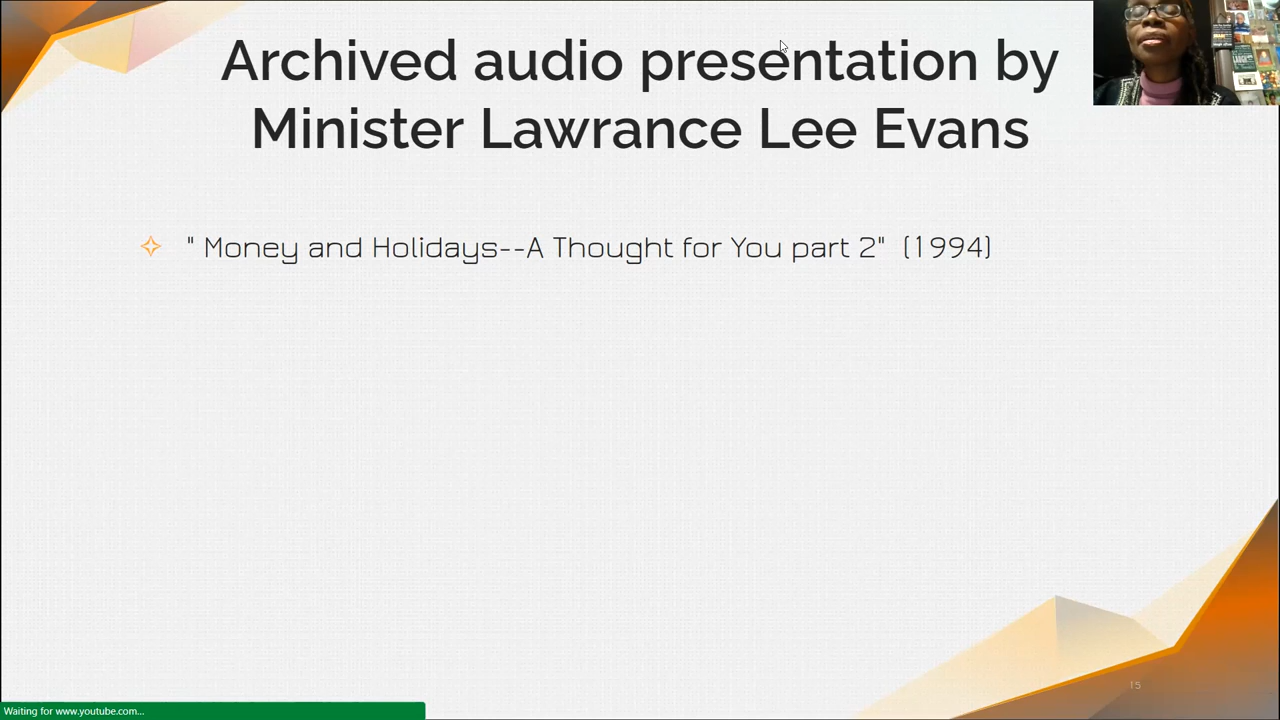 Archived audio presentation by
Minister Lawrance Lee Evans
" Money and Holidays--A Thought for You part 2" (1994)
15
Waiting for www.youtube.com...